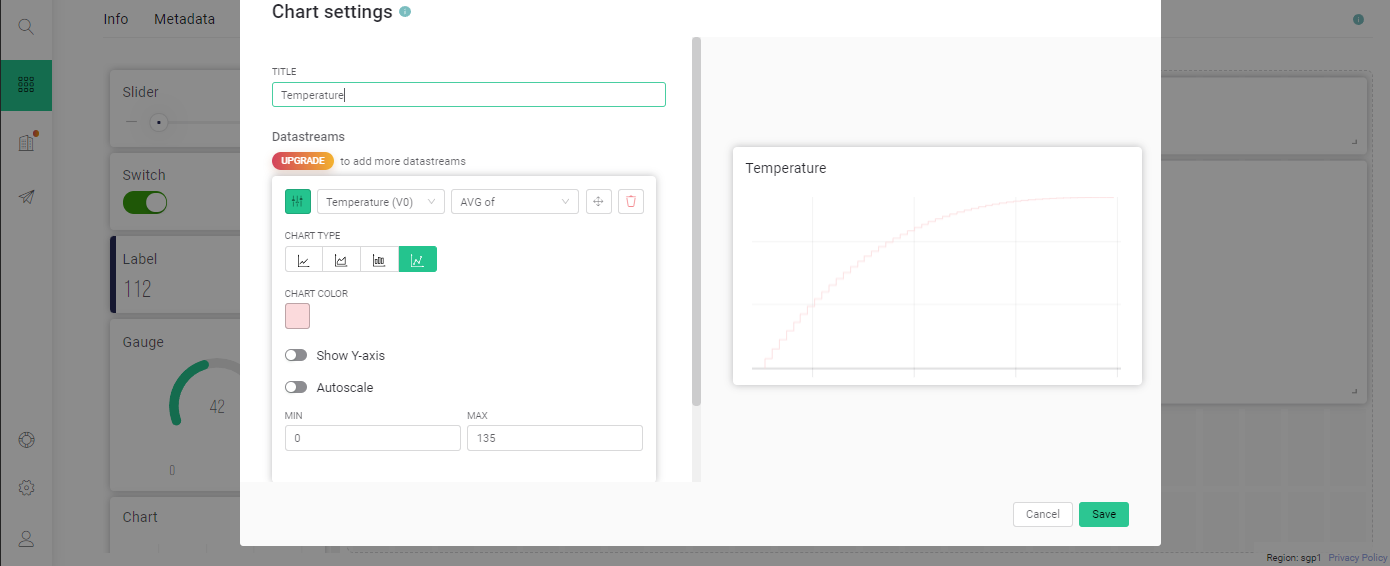 Chart settings
Info
Metadata
TITLE
Temperature
Slider
Datastreams
UPGRADE to add more datastreams
Temperature
Switch
Temperature (V0)
AVG of
CHART TYPE
Label
112
CHART COLOR
Gauge
Show Y-axis
Autoscale
42
MIN
MAX
0
135
0
Chart
Cancel
Save
Region: sgp1 Privacy Policy